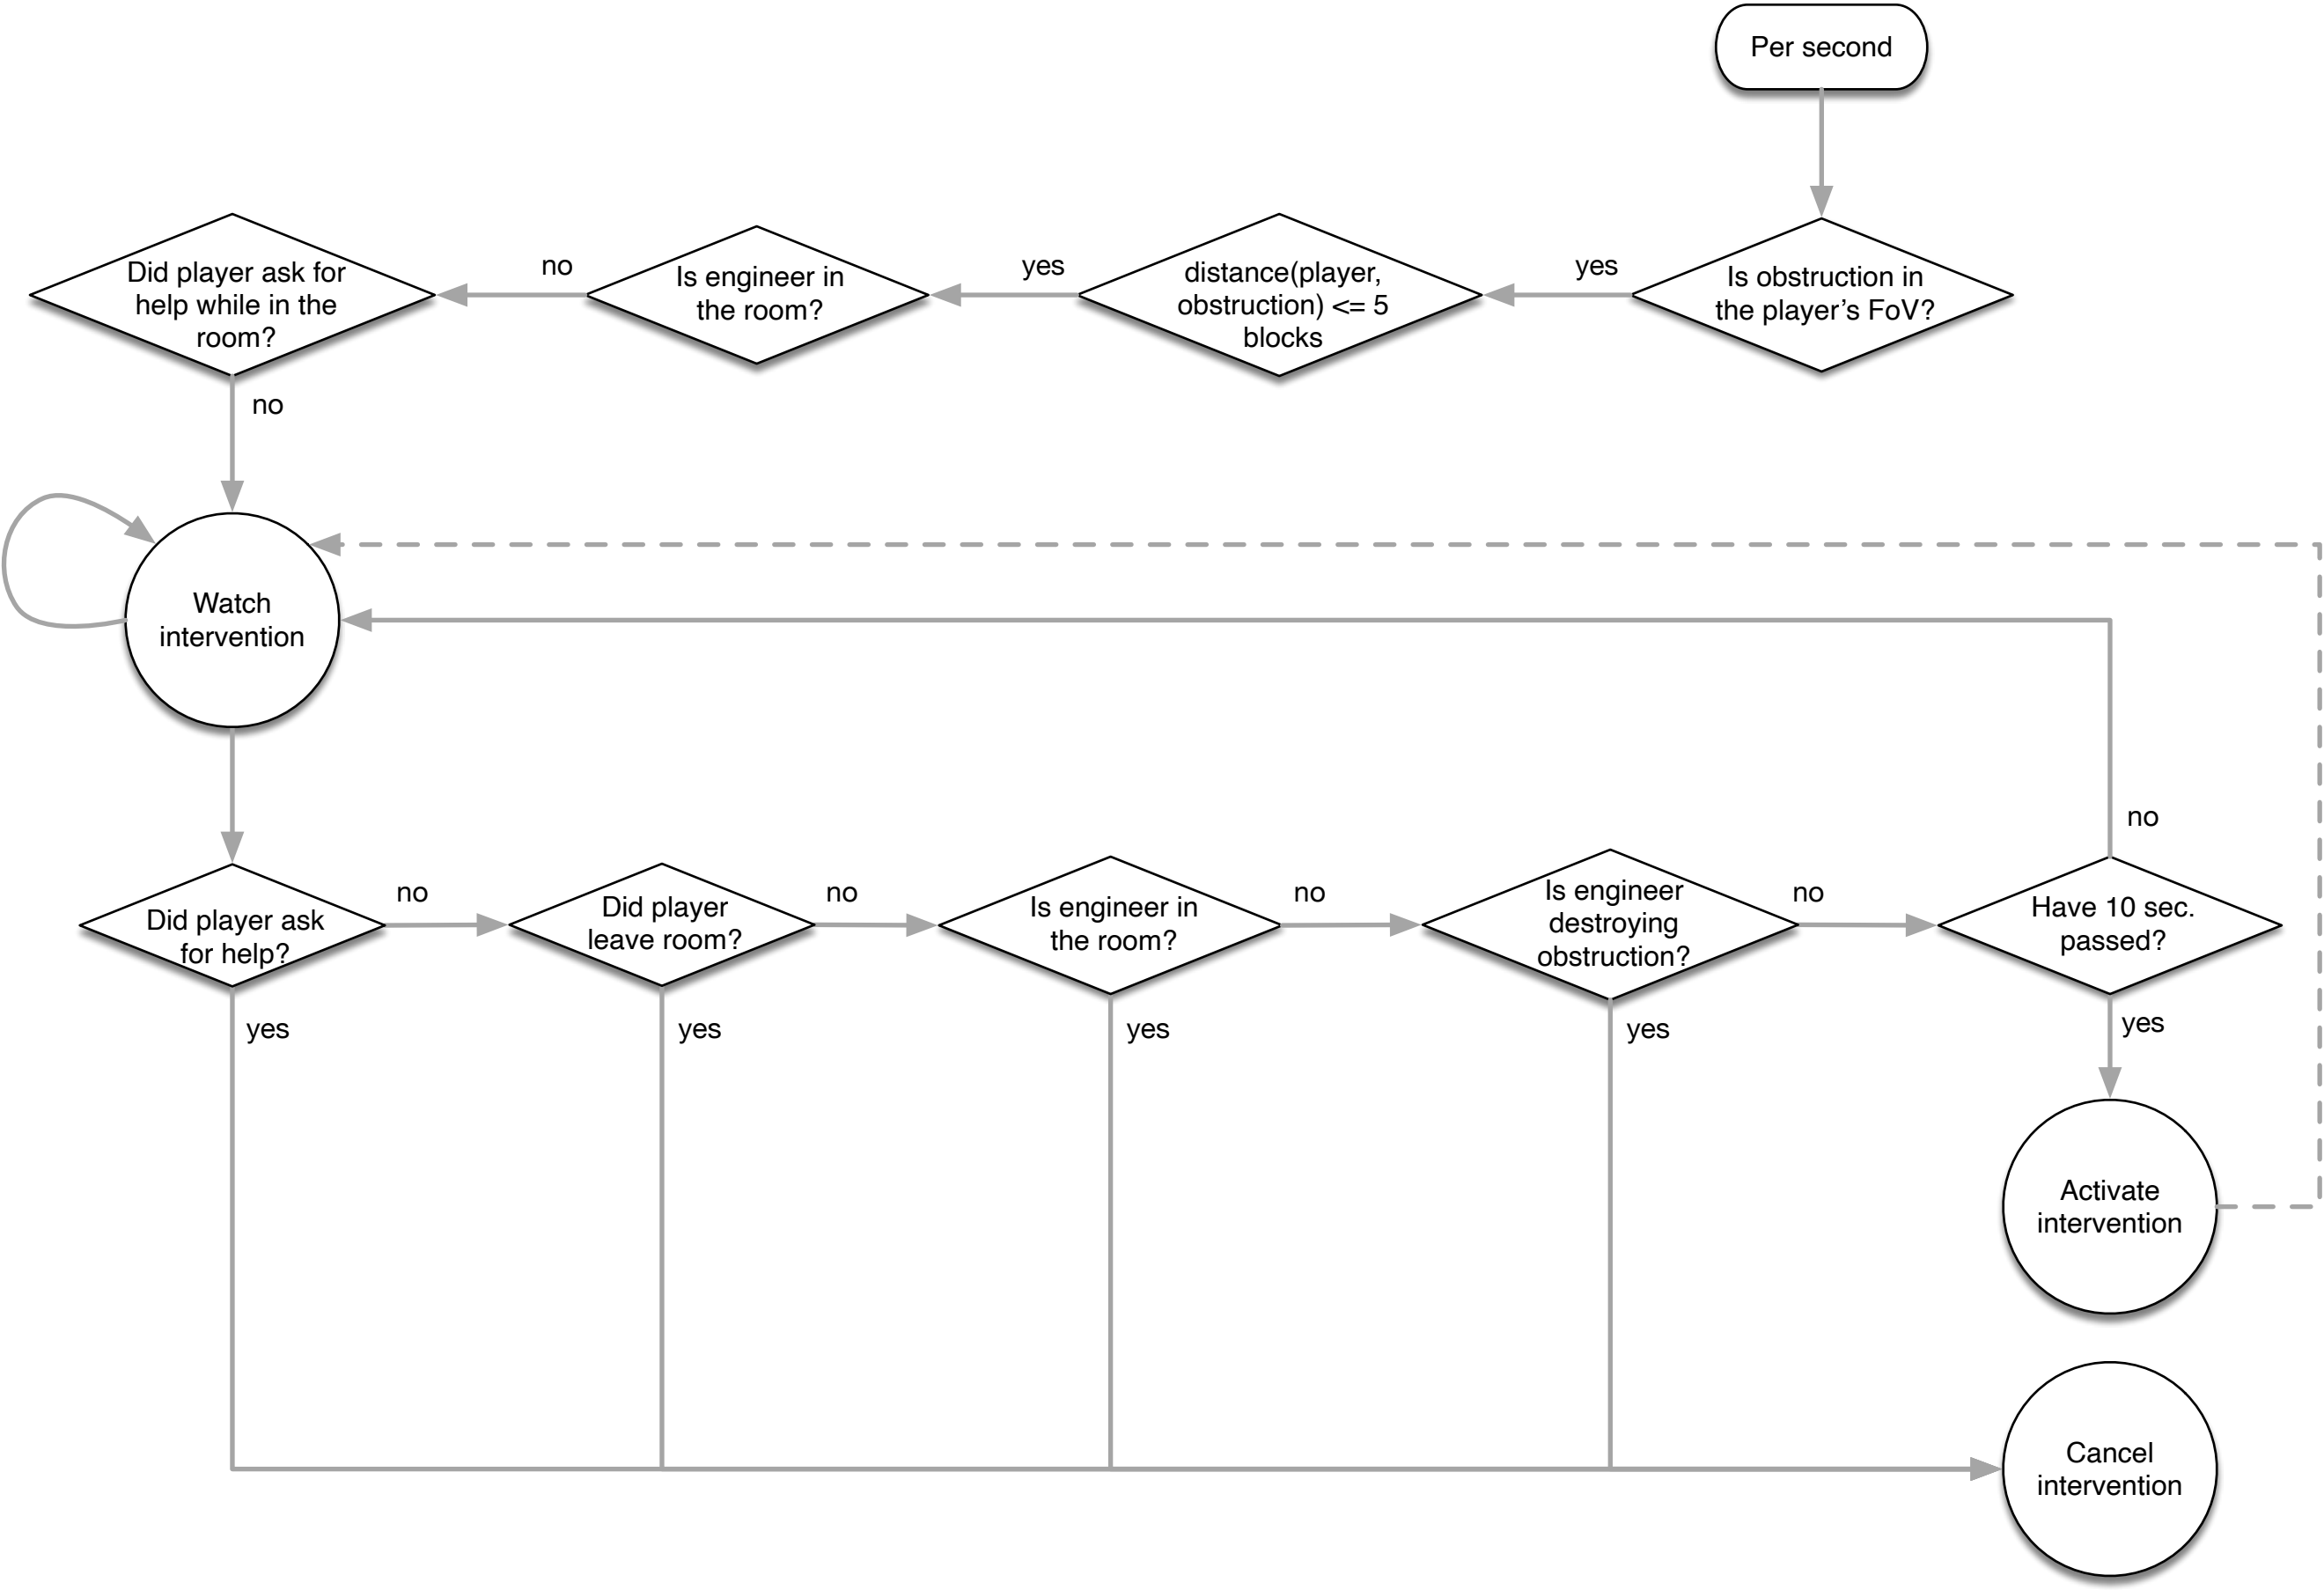 Per second
Did player ask for
help while in the
room?
no
Is engineer in
the room?
yes
distance(player,
obstruction) <= 5
blocks
yes
Is obstruction in
the player's FoV?
no
Watch
intervention
no
Did player ask
for help?
no
Did player
leave room?
no
Is engineer in
the room?
no
Is engineer
destroying
obstruction?
no
Have 10 sec.
passed?
yes
yes
yes
yes
yes
Activate
intervention
Cancel
intervention